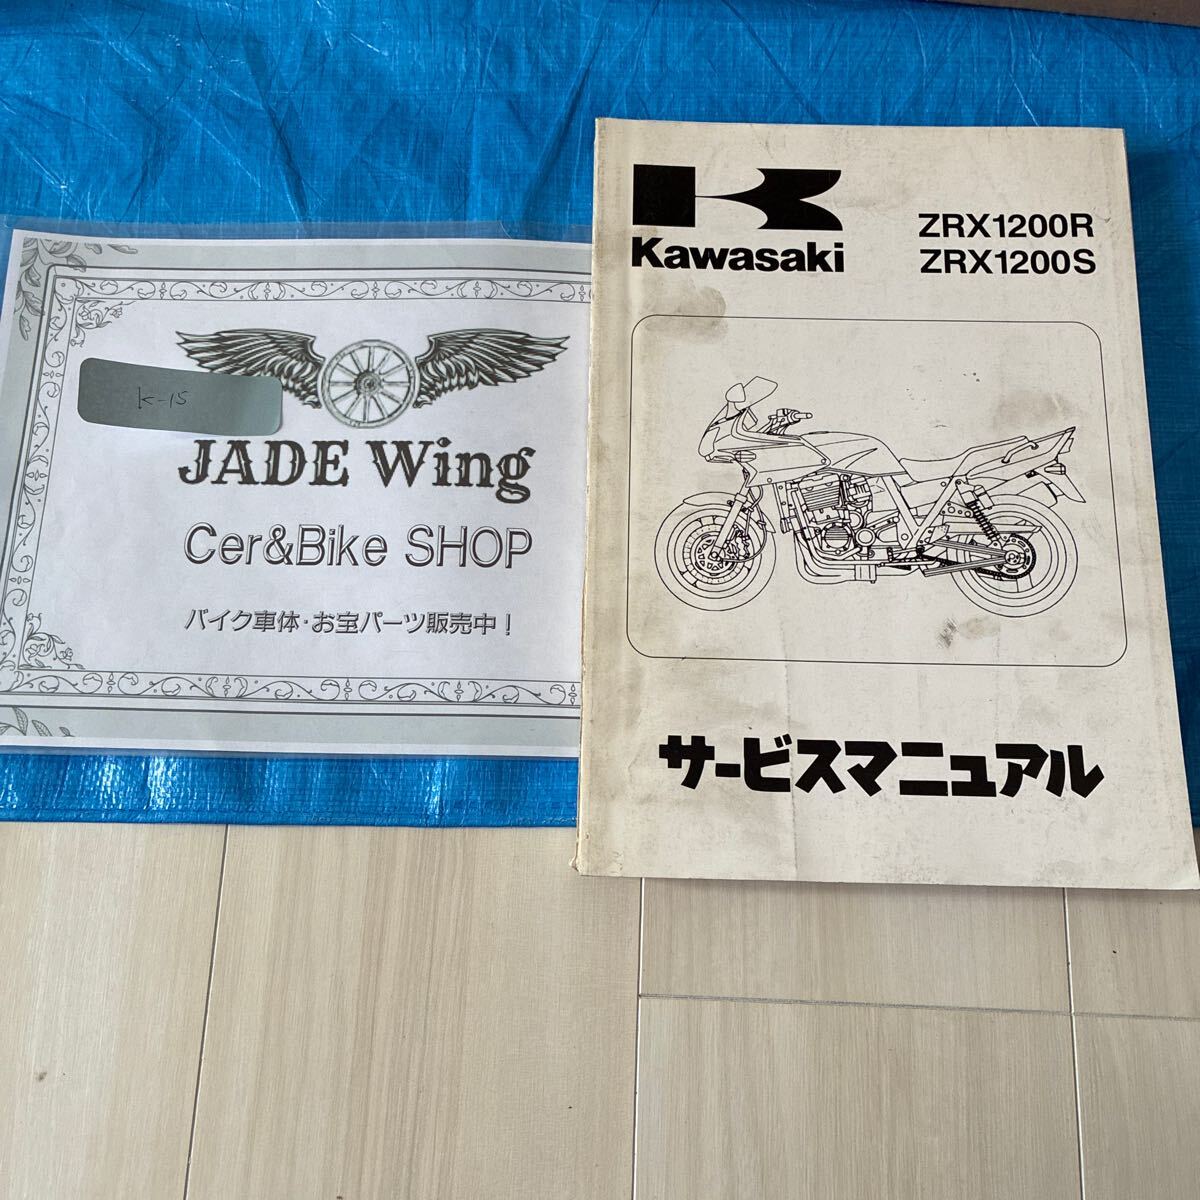 K-15
JADE Wing
Cer&Bike SHOP
バイク車体・お宝パーツ販売中！
Kawasaki
ZRX1200R
ZRX1200S
サービスマニュアル